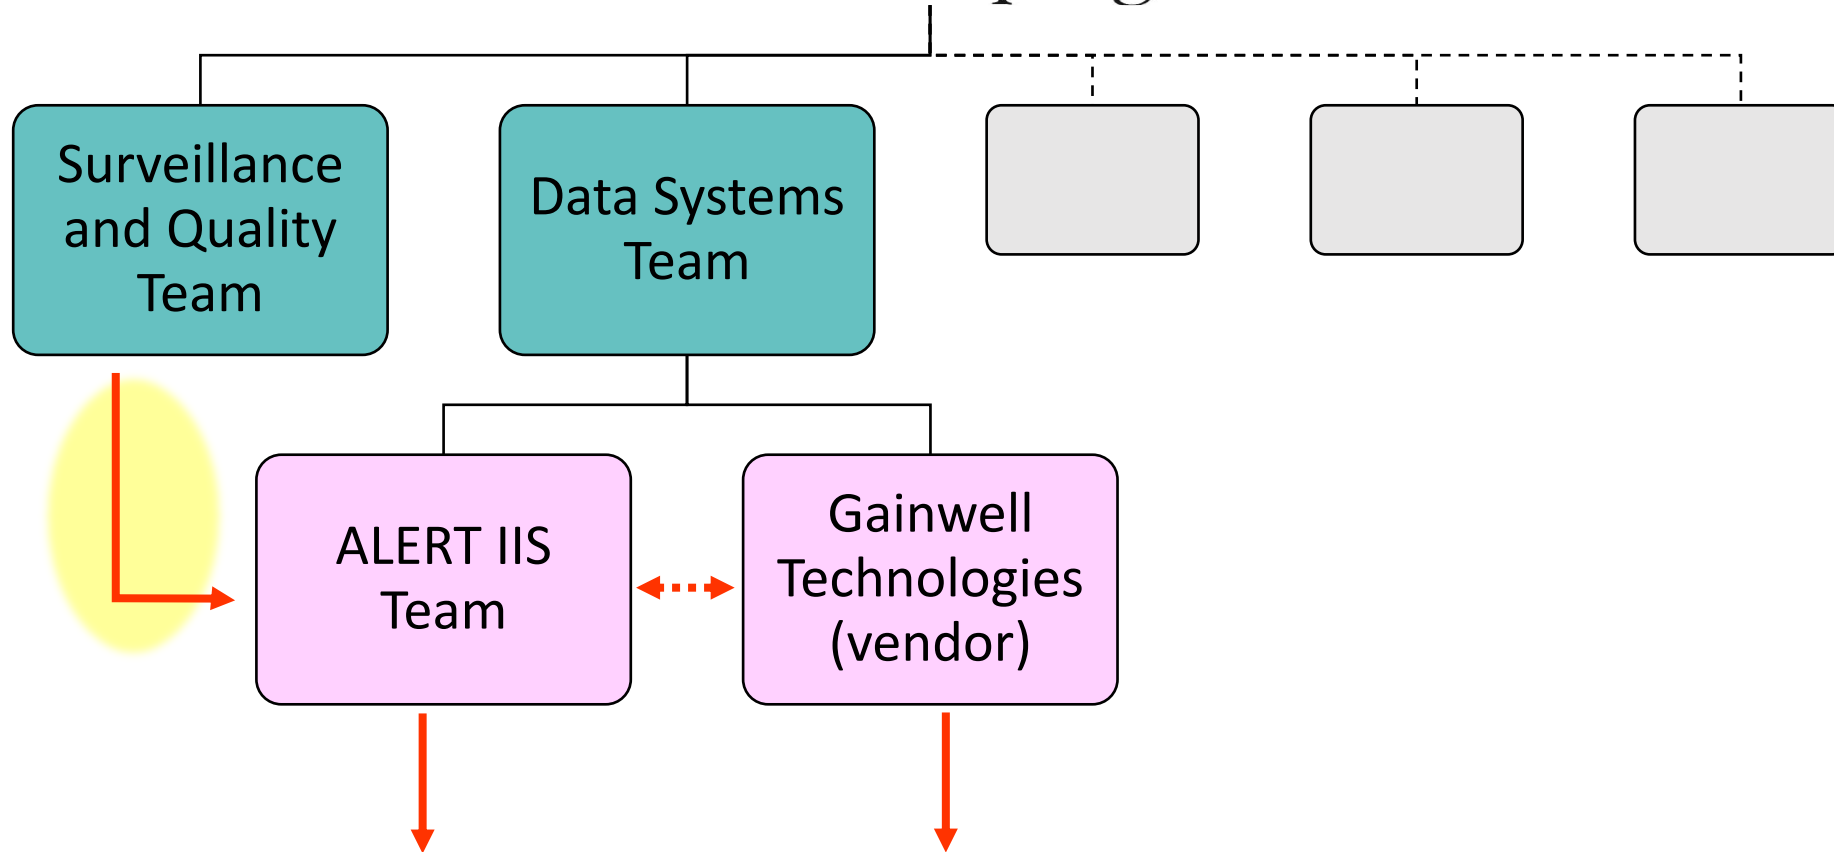 Surveillance
and Quality
Team
Data Systems
Team
ALERT IIS
Team
Gainwell
Technologies
(vendor)